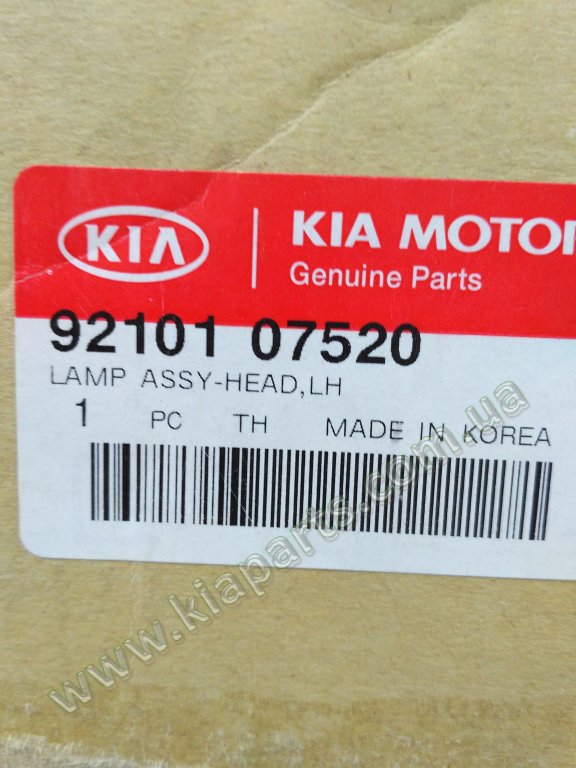 KIA
KIA MOTOR
Genuine Parts
92101 07520
LAMP ASSY-HEAD,LH
1 PC TH MADE IN KOREA
www.kiaparts.com.ua